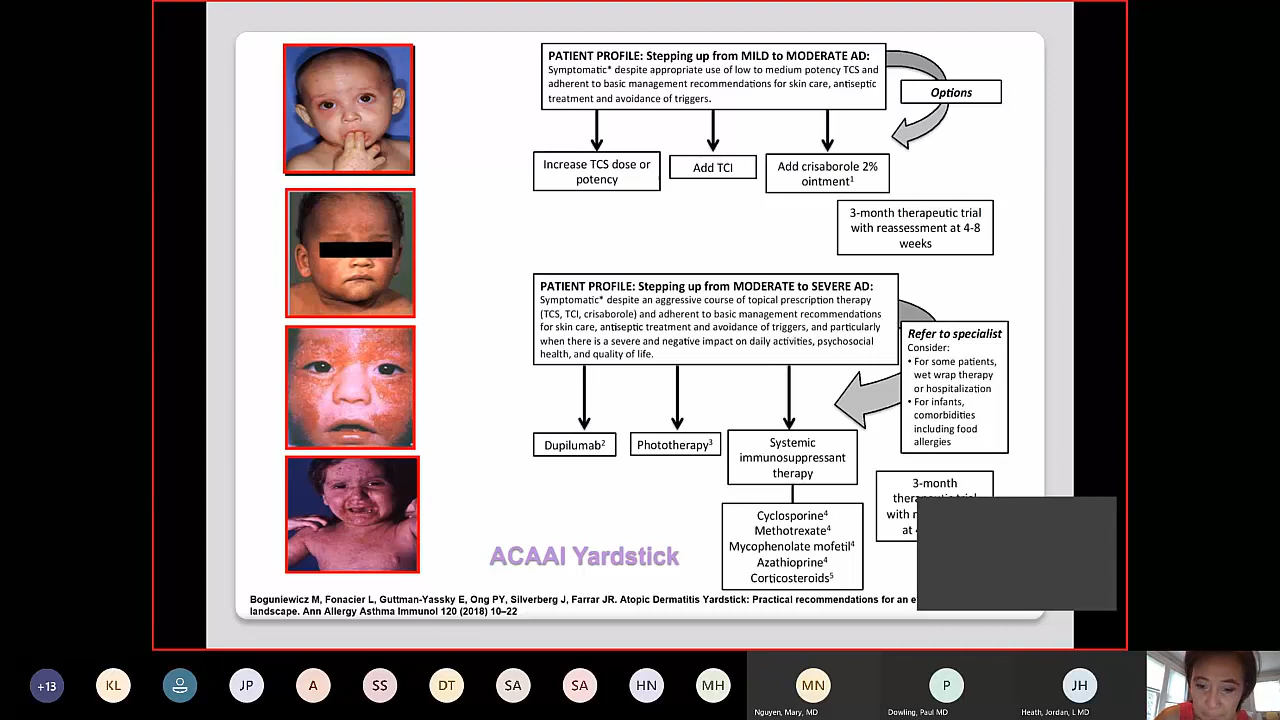 PATIENT PROFILE: Stepping up from MILD to MODERATE AD:
Symptomatic* despite appropriate use of low to medium potency TCS and
adherent to basic management recommendations for skin care, antiseptic
treatment and avoidance of triggers.
Options
Increase TCS dose or
potency
Add TCI
Add crisaborole 2%
ointment¹
3-month therapeutic trial
with reassessment at 4-8
weeks
PATIENT PROFILE: Stepping up from MODERATE to SEVERE AD:
Symptomatic* despite an aggressive course of topical prescription therapy
(TCS, TCI, crisaborole) and adherent to basic management recommendations
for skin care, antiseptic treatment and avoidance of triggers, and particularly
when there is a severe and negative impact on daily activities, psychosocial
health, and quality of life.
Refer to specialist
Consider:
• For some patients,
wet wrap therapy
or hospitalization
• For infants,
comorbidities
including food
allergies
Dupilumab²
Phototherapy³
Systemic
immunosuppressant
therapy
Cyclosporine⁴
Methotrexate⁴
Mycophenolate mofetil⁴
Azathioprine⁴
Corticosteroids⁵
3-month
with
at
ACAAI Yardstick
Boguniewicz M, Fonacier L, Guttman-Yassky E, Ong PY, Silverberg J, Farrar JR. Atopic Dermatitis Yardstick: Practical recommendations for an
landscape. Ann Allergy Asthma Immunol 120 (2018) 10–22
+13
KL
JP
A
SS
DT
SA
SA
HN
MH
MN
P
JH
Nguyen, Mary, MD
Dowling, Paul MD
Heath, Jordan, L MD